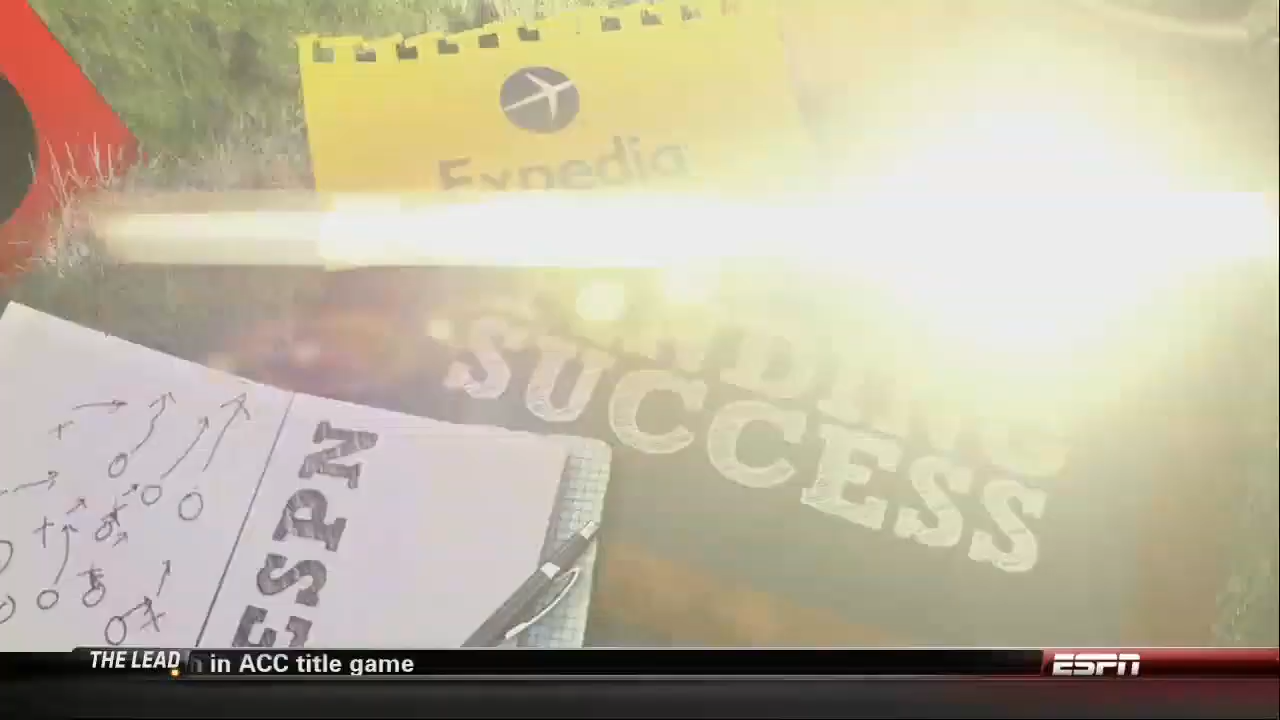 Expedia
SUCCESS
ESPN
THE LEAD
in ACC title game
ESPN